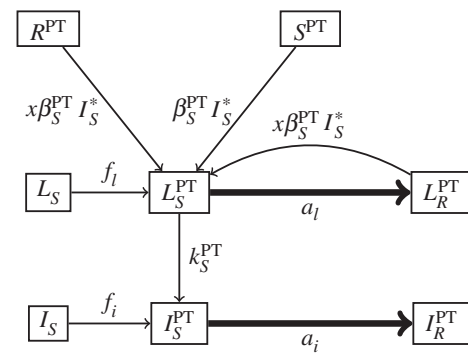 R^PT S^PT
xβ_S^PT I_S^* β_S^PT I_S^* xβ_S^PT I_S^*
L_S f_l L_S^PT a_l L_R^PT
k_S^PT
I_S f_i I_S^PT a_i I_R^PT